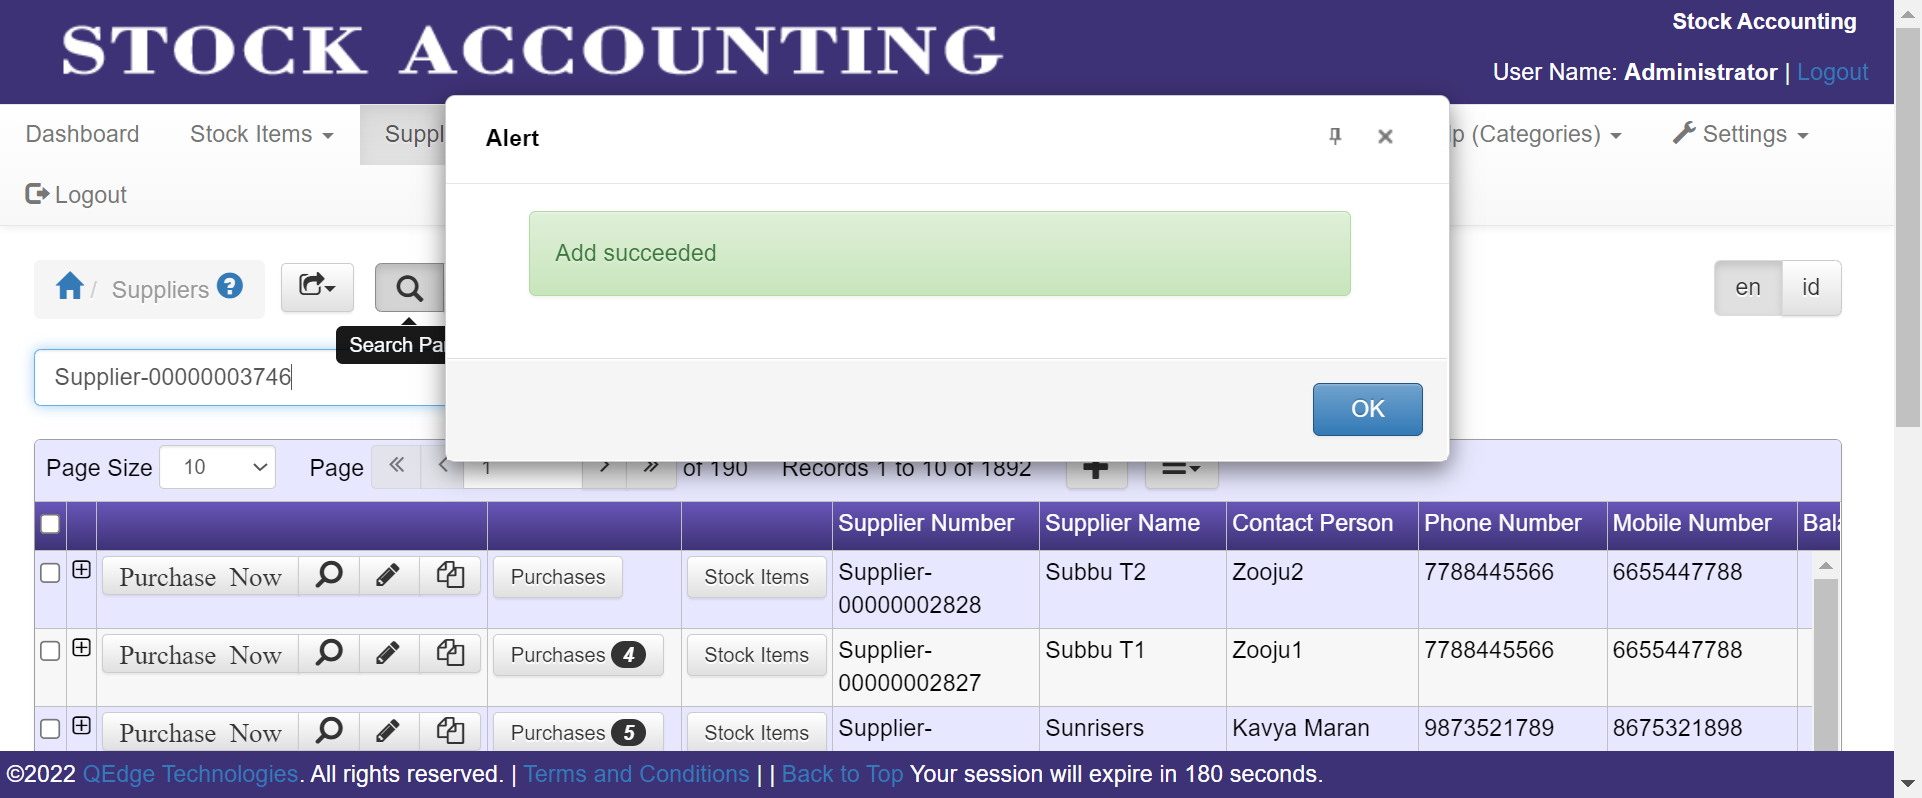 STOCK ACCOUNTING
Stock Accounting
User Name: Administrator | Logout
Dashboard
Stock Items
Suppl
lp (Categories)
Settings
Logout
Alert
Add succeeded
OK
/ Suppliers
Search Pa
en
id
Supplier-00000003746
Page Size 10 Page « < 1 > » of 190 Records 1 to 10 of 1892
Supplier Number Supplier Name Contact Person Phone Number Mobile Number Bala
Purchase Now Purchases Stock Items Supplier-00000002828 Subbu T2 Zooju2 7788445566 6655447788
Purchase Now Purchases 4 Stock Items Supplier-00000002827 Subbu T1 Zooju1 7788445566 6655447788
Purchase Now Purchases 5 Stock Items Supplier- Sunrisers Kavya Maran 9873521789 8675321898
©2022 QEdge Technologies. All rights reserved. | Terms and Conditions | | Back to Top Your session will expire in 180 seconds.